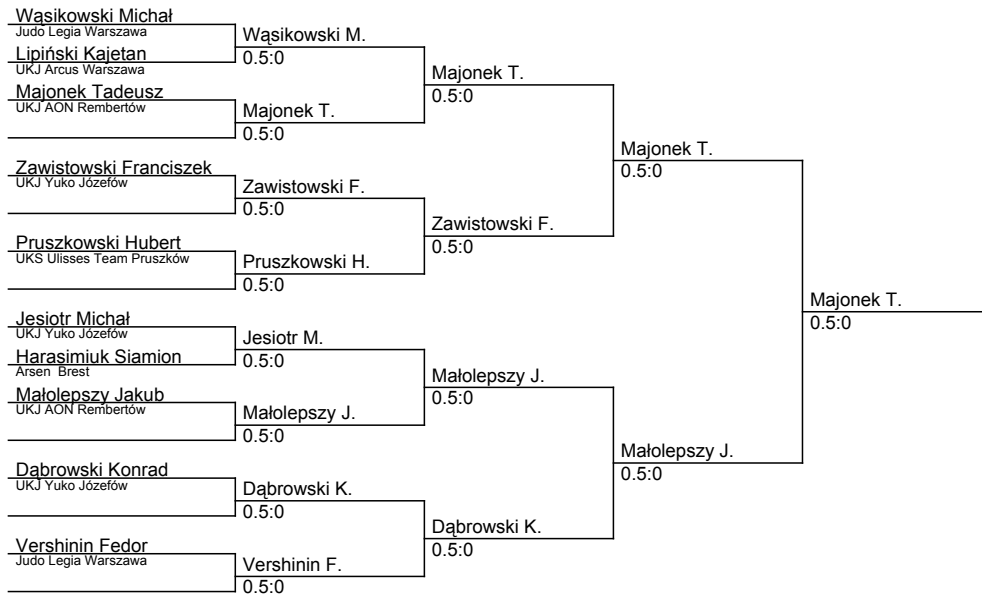 Wąsikowski Michał
Judo Legia Warszawa
Lipiński Kajetan
UKJ Arcus Warszawa
Majonek Tadeusz
UKJ AON Rembertów
Zawistowski Franciszek
UKJ Yuko Józefów
Pruszkowski Hubert
UKS Ulisses Team Pruszków
Jesiotr Michał
UKJ Yuko Józefów
Harasimiuk Siamion
Arsen Brest
Małolepszy Jakub
UKJ AON Rembertów
Dąbrowski Konrad
UKJ Yuko Józefów
Vershinin Fedor
Judo Legia Warszawa
Wąsikowski M.
0.5:0
Majonek T.
0.5:0
Zawistowski F.
0.5:0
Pruszkowski H.
0.5:0
Jesiotr M.
0.5:0
Małolepszy J.
0.5:0
Dąbrowski K.
0.5:0
Vershinin F.
0.5:0
Majonek T.
0.5:0
Zawistowski F.
0.5:0
Małolepszy J.
0.5:0
Dąbrowski K.
0.5:0
Majonek T.
0.5:0
Małolepszy J.
0.5:0
Majonek T.
0.5:0